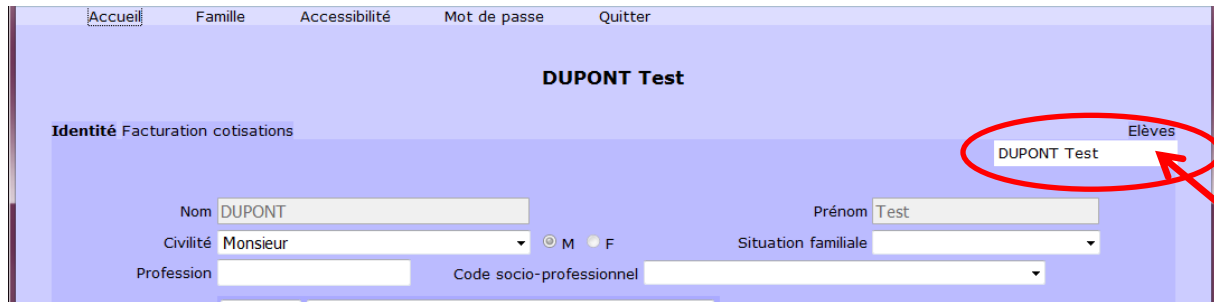 Accueil Famille Accessibilité Mot de passe Quitter
DUPONT Test
Identité Facturation cotisations Elèves
DUPONT Test
Nom DUPONT Prénom Test
Civilité Monsieur M F Situation familiale
Profession Code socio-professionnel